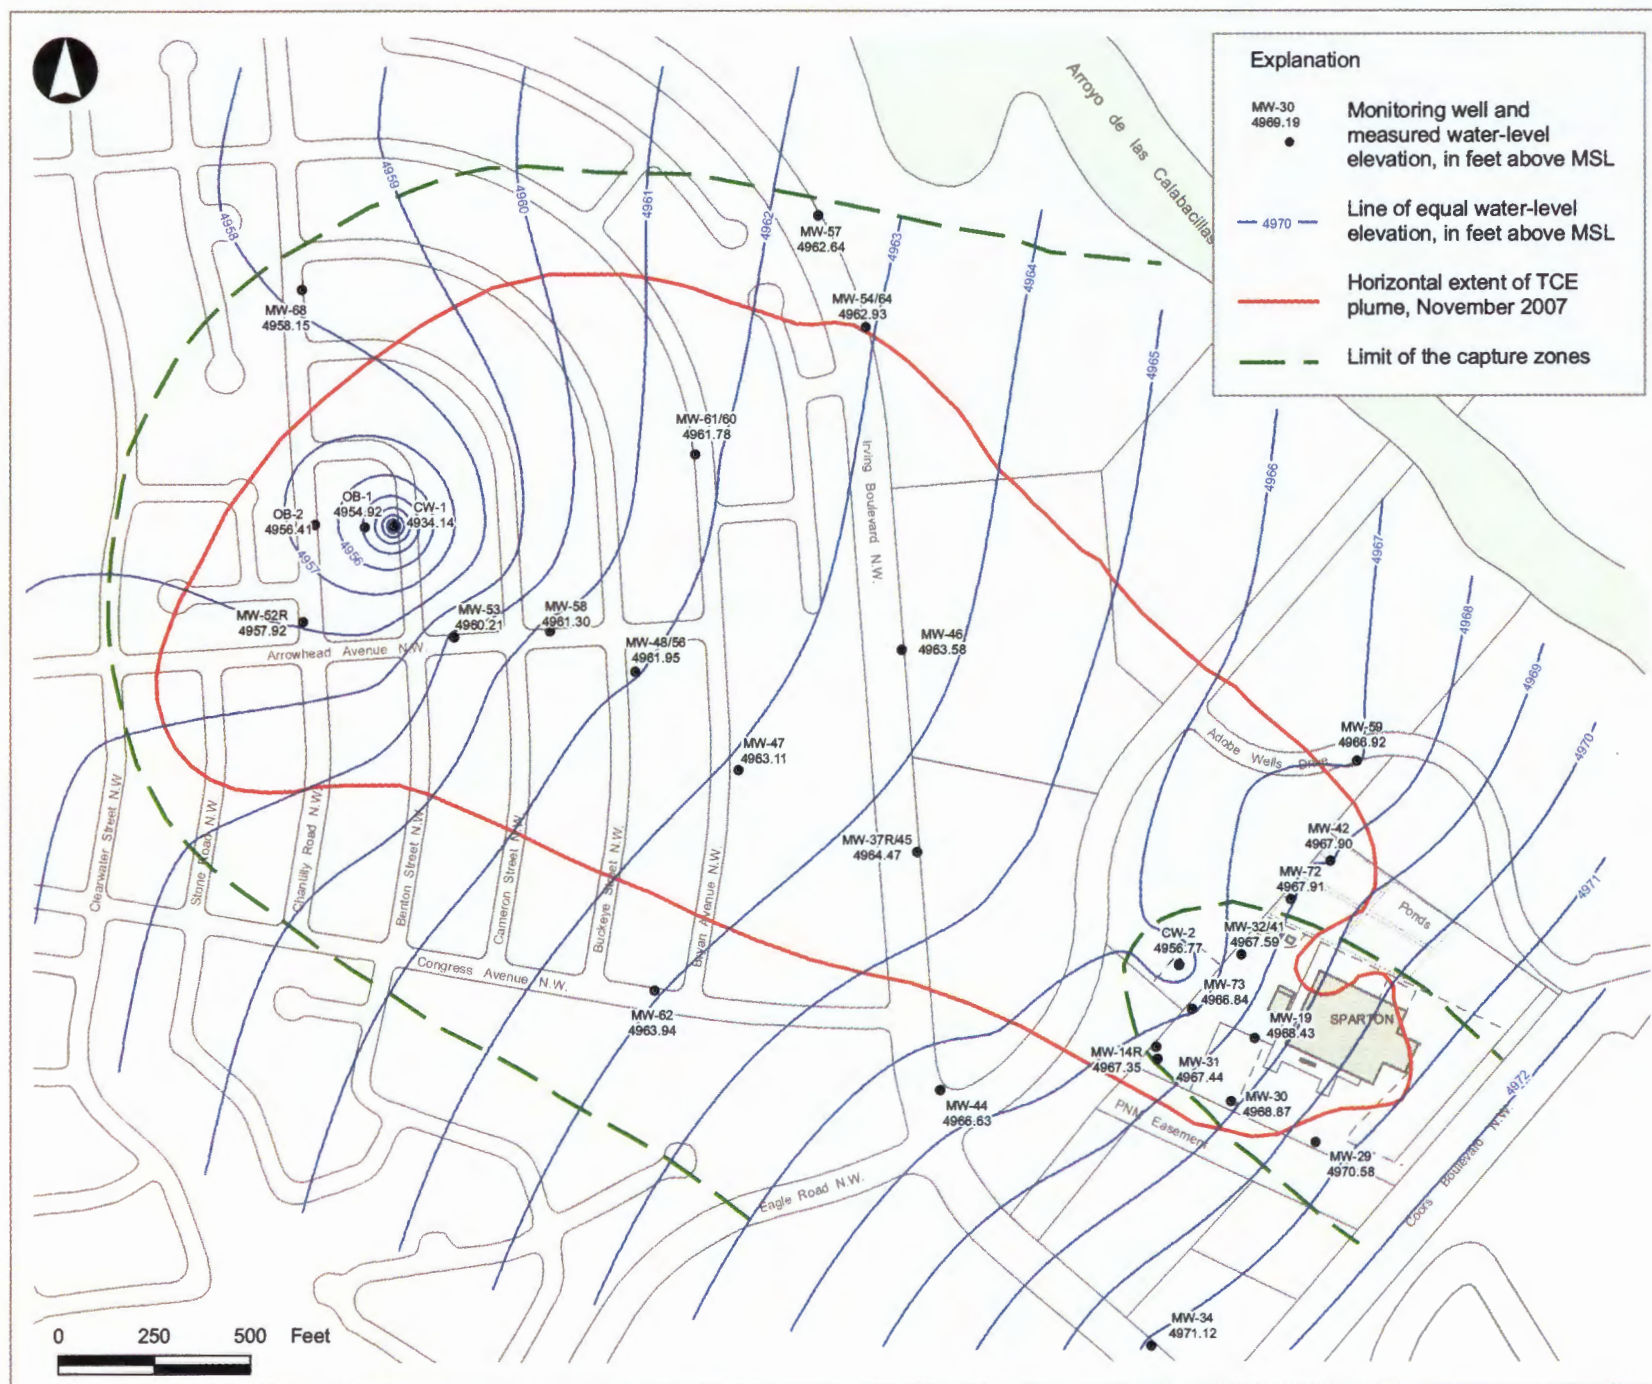 Explanation
MW-30
4969.19
Monitoring well and
measured water-level
elevation, in feet above MSL
4970
Line of equal water-level
elevation, in feet above MSL
Horizontal extent of TCE
plume, November 2007
Limit of the capture zones
Arroyo de las Calabacillas
4958
4959
4960
4961
4962
4963
4964
4965
4966
4967
4968
4969
4970
4971
4972
MW-57
4962.64
MW-68
4958.15
MW-54/64
4962.93
MW-61/60
4961.78
Irving Boulevard N.W.
OB-1
4954.92
CW-1
4934.14
OB-2
4956.41
4957
4956
MW-52R
4957.92
MW-53
4960.21
MW-58
4961.30
MW-48/56
4961.95
MW-46
4963.58
Arrowhead Avenue N.W.
MW-47
4963.11
MW-59
4966.92
Adobe Wells Drive
MW-37R/45
4964.47
MW-42
4967.90
MW-72
4967.91
Ponds
Clearwater Street N.W.
Stone Road N.W.
Chantilly Road N.W.
Benton Street N.W.
Cameron Street N.W.
Buckeye Street N.W.
Bryan Avenue N.W.
Congress Avenue N.W.
CW-2
4956.77
MW-32/41
4967.59
MW-73
4966.84
MW-62
4963.94
MW-19
4968.43
SPARTON
MW-14R
4967.35
MW-31
4967.44
MW-44
4966.63
MW-30
4968.87
PNM Easement
MW-29
4970.58
Coors Boulevard N.W.
Eagle Road N.W.
MW-34
4971.12
0 250 500 Feet